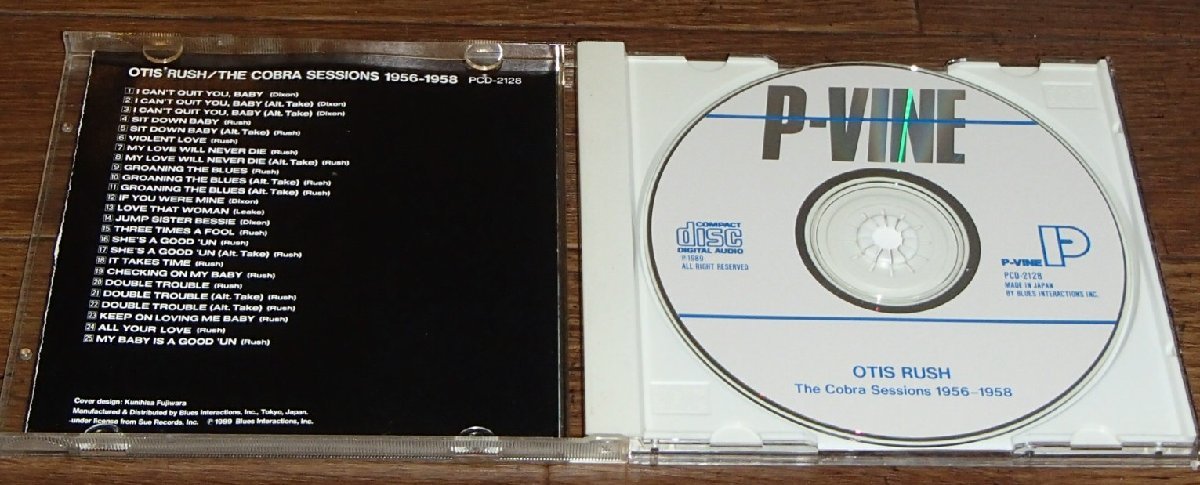 OTIS RUSH/THE COBRA SESSIONS 1956-1958 PCD-2128
1 I CAN'T QUIT YOU, BABY (Dixon)
2 I CAN'T QUIT YOU, BABY (Alt. Take) (Dixon)
3 I CAN'T QUIT YOU, BABY (Alt. Take) (Dixon)
4 SIT DOWN BABY (Rush)
5 SIT DOWN BABY (Alt. Take) (Rush)
6 VIOLENT LOVE (Rush)
7 MY LOVE WILL NEVER DIE (Rush)
8 MY LOVE WILL NEVER DIE (Alt. Take) (Rush)
9 GROANING THE BLUES (Rush)
10 GROANING THE BLUES (Alt. Take) (Rush)
11 GROANING THE BLUES (Alt. Take) (Rush)
12 IF YOU WERE MINE (Dixon)
13 LOVE THAT WOMAN (Leake)
14 JUMP SISTER BESSIE (Dixon)
15 THREE TIMES A FOOL (Rush)
16 SHE'S A GOOD 'UN (Rush)
17 SHE'S A GOOD 'UN (Alt. Take) (Rush)
18 IT TAKES TIME (Rush)
19 CHECKING ON MY BABY (Rush)
20 DOUBLE TROUBLE (Rush)
21 DOUBLE TROUBLE (Alt. Take) (Rush)
22 DOUBLE TROUBLE (Alt. Take) (Rush)
23 KEEP ON LOVING ME BABY (Rush)
24 ALL YOUR LOVE (Rush)
25 MY BABY IS A GOOD 'UN (Rush)
Cover design: Kunihisa Fujiwara
Manufactured & Distributed by Blues Interactions, Inc., Tokyo, Japan.
under license from Sue Records, Inc. ℗ 1989 Blues Interactions, Inc.
P-VINE
COMPACT
disc
DIGITAL AUDIO
℗1989
ALL RIGHT RESERVED
P-VINE
PCD-2128
MADE IN JAPAN
BY BLUES INTERACTIONS INC.
OTIS RUSH
The Cobra Sessions 1956-1958